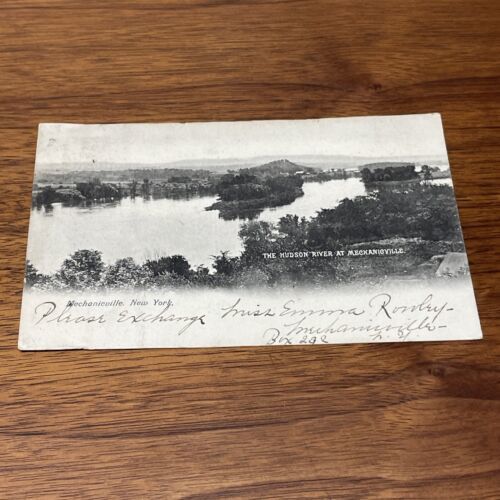 THE HUDSON RIVER AT MECHANICVILLE.
Mechanicville, New York.
Please Exchange Miss Emma Rowley-
Mechanicville-
Box 292